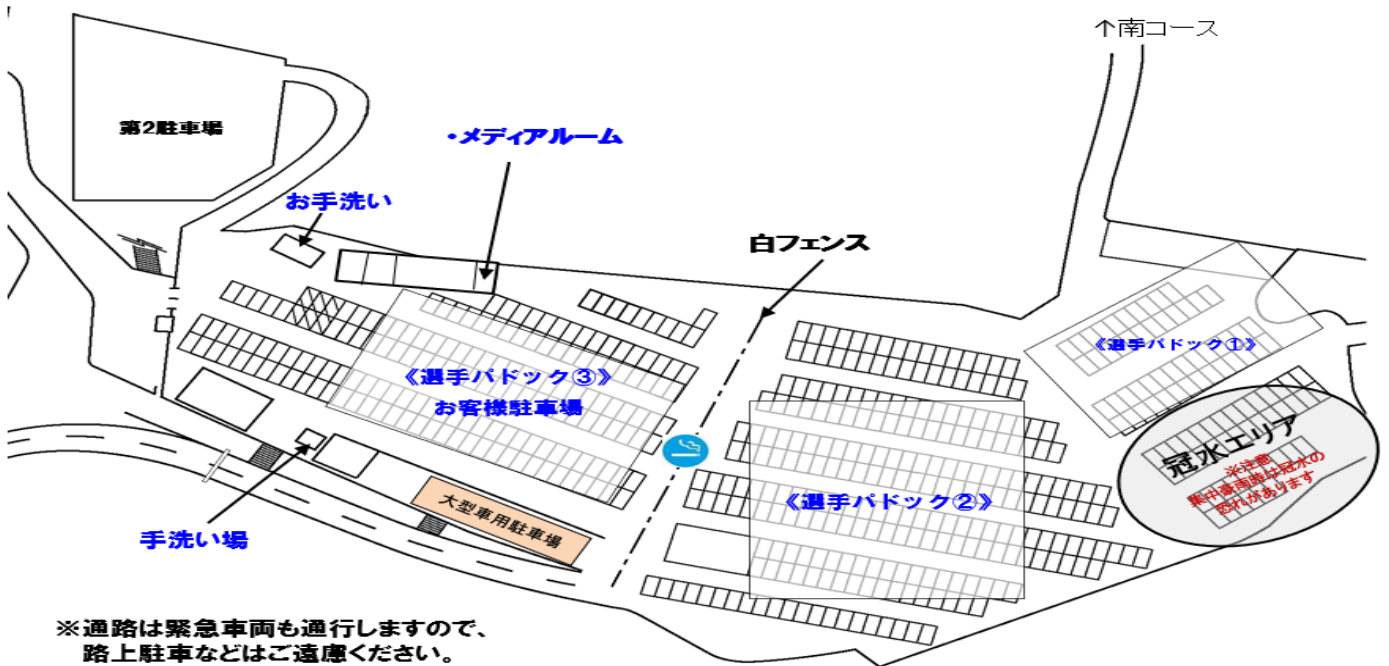 ↑南コース
第2駐車場
・メディアルーム
お手洗い
白フェンス
《選手パドック①》
《選手パドック③》
お客様駐車場
冠水エリア
※注意
集中豪雨時は冠水の
恐れがあります
《選手パドック②》
大型車用駐車場
手洗い場
※通路は緊急車両も通行しますので、
路上駐車などはご遠慮ください。